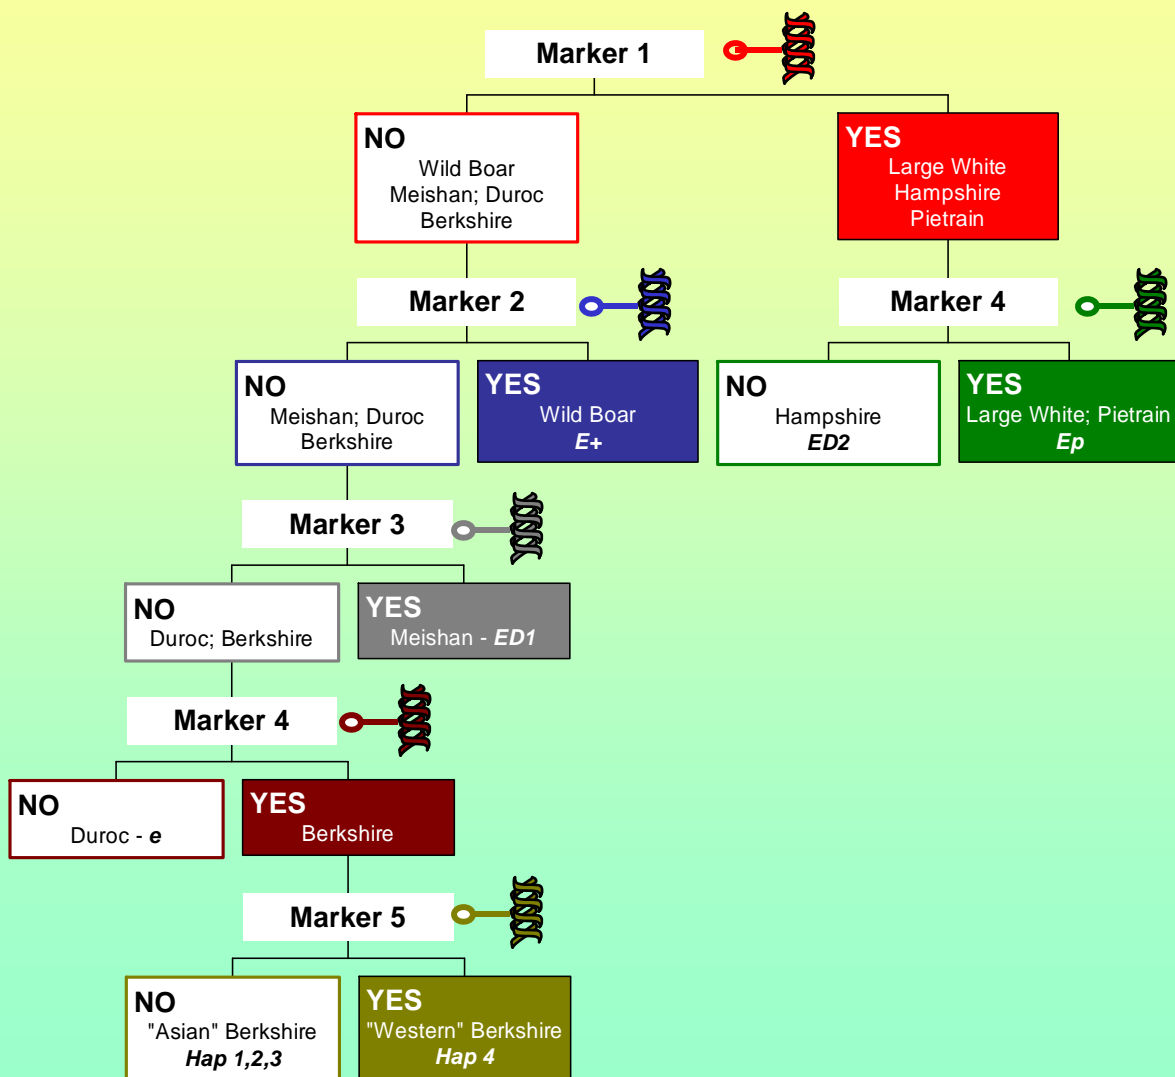 Marker 1
NO
Wild Boar
Meishan; Duroc
Berkshire
YES
Large White
Hampshire
Pietrain
Marker 2
Marker 4
NO
Meishan; Duroc
Berkshire
YES
Wild Boar
E+
NO
Hampshire
ED2
YES
Large White; Pietrain
Ep
Marker 3
NO
Duroc; Berkshire
YES
Meishan - ED1
Marker 4
NO
Duroc - e
YES
Berkshire
Marker 5
NO
"Asian" Berkshire
Hap 1,2,3
YES
"Western" Berkshire
Hap 4